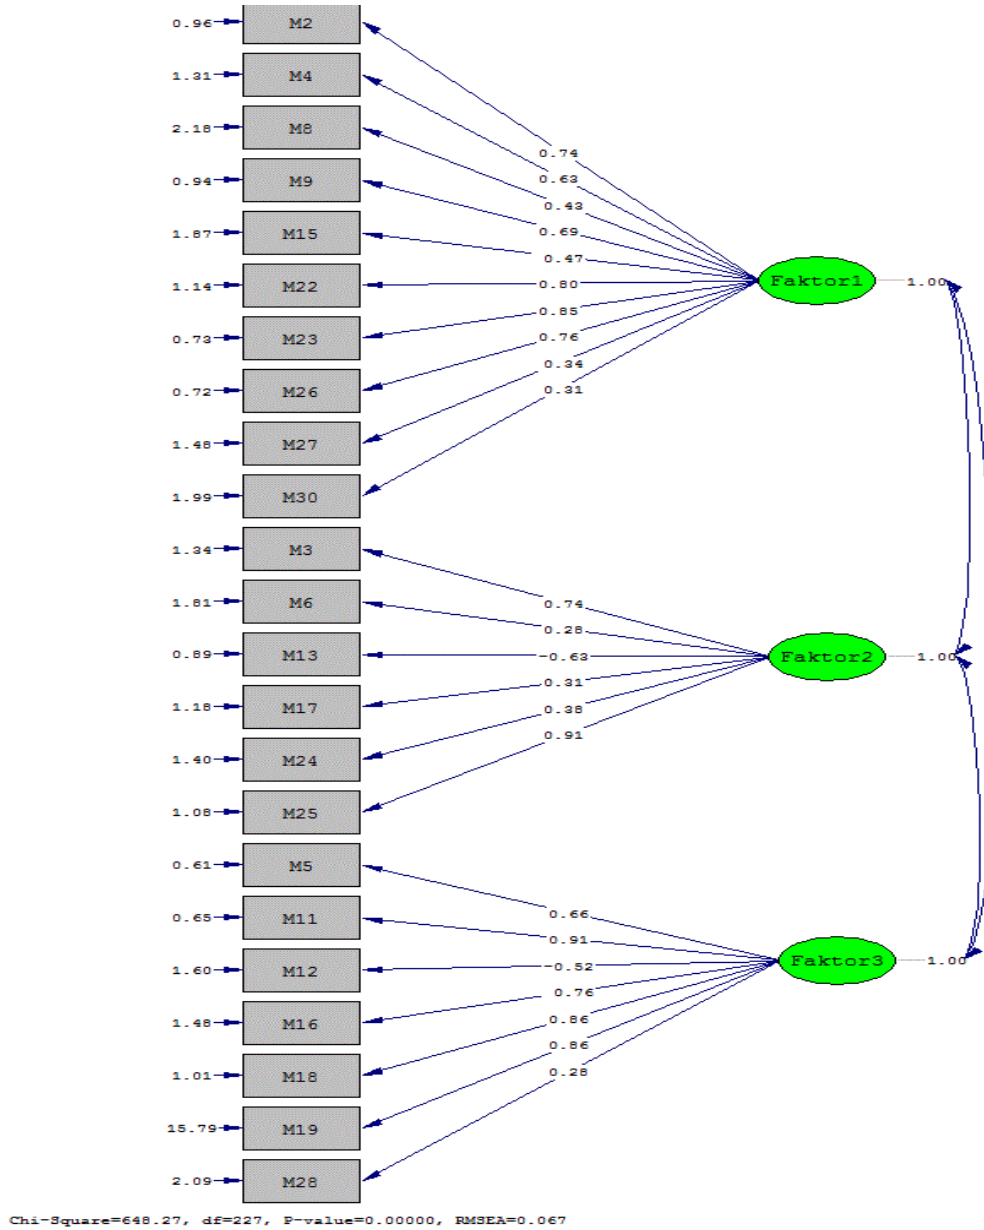 0.96 M2
1.31 M4
2.18 M8
0.74
0.94 M9 0.63
0.43
1.87 M15 0.69
0.47
1.14 M22 0.80 Faktor1 1.00
0.85
0.73 M23 0.76
0.34
0.72 M26 0.31
1.48 M27
1.99 M30
1.34 M3
1.81 M6 0.74
0.28
0.89 M13 -0.63 Faktor2 1.00
0.31
1.18 M17 0.38
0.91
1.40 M24
1.08 M25
0.61 M5
0.65 M11 0.66
0.91
1.60 M12 -0.52 Faktor3 1.00
0.76
1.48 M16 0.86
0.86
1.01 M18 0.28
15.79 M19
2.09 M28
Chi-Square=648.27, df=227, P-value=0.00000, RMSEA=0.067